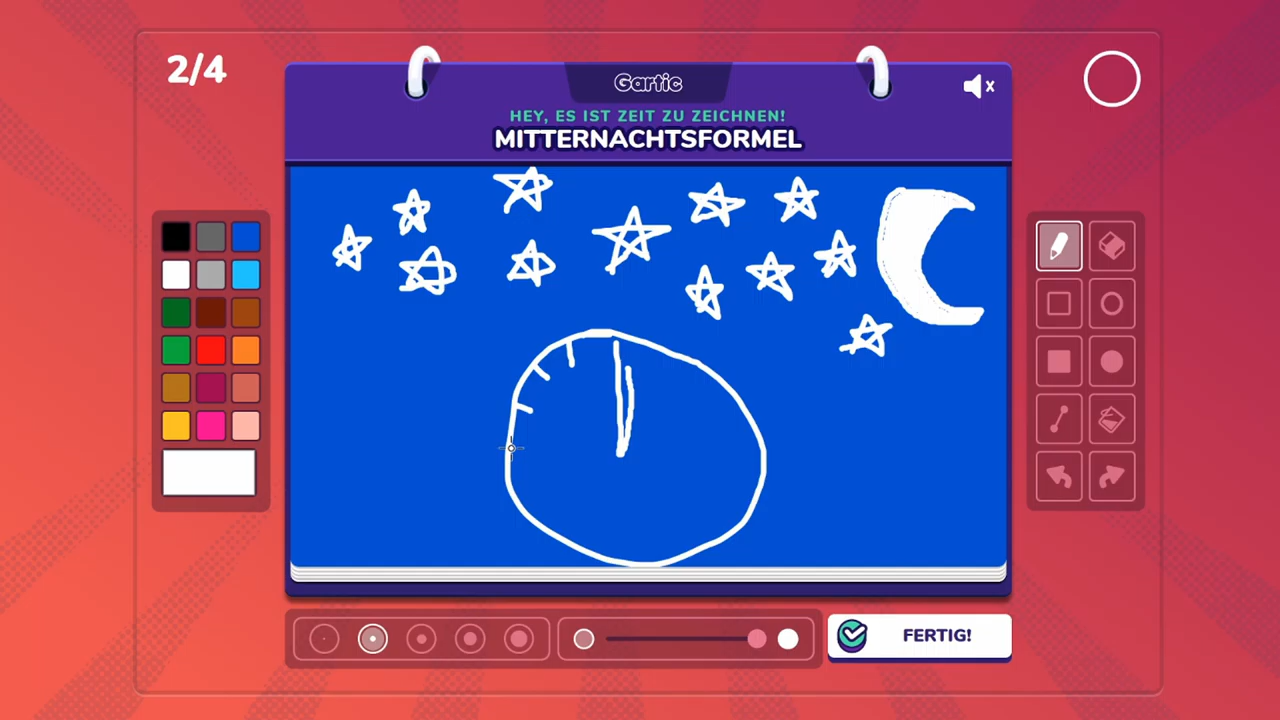 2/4
Gartic
HEY, ES IST ZEIT ZU ZEICHNEN!
MITTERNACHTSFORMEL
FERTIG!